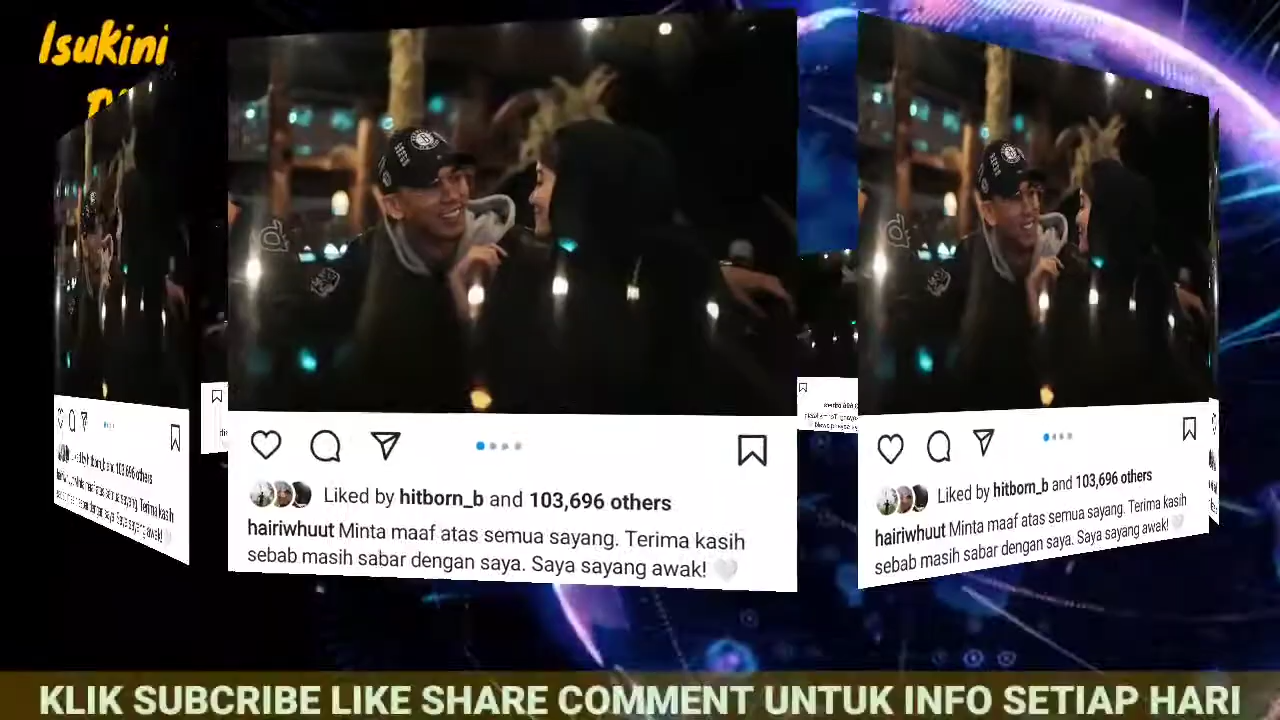 Isukini
Liked by hitborn_b and 103,696 others
hairiwhuut Minta maaf atas semua sayang. Terima kasih
sebab masih sabar dengan saya. Saya sayang awak! 🤍
Liked by hitborn_b and 103,696 others
hairiwhuut Minta maaf atas semua sayang. Terima kasih
sebab masih sabar dengan saya. Saya sayang awak! 🤍
KLIK SUBCRIBE LIKE SHARE COMMENT UNTUK INFO SETIAP HARI